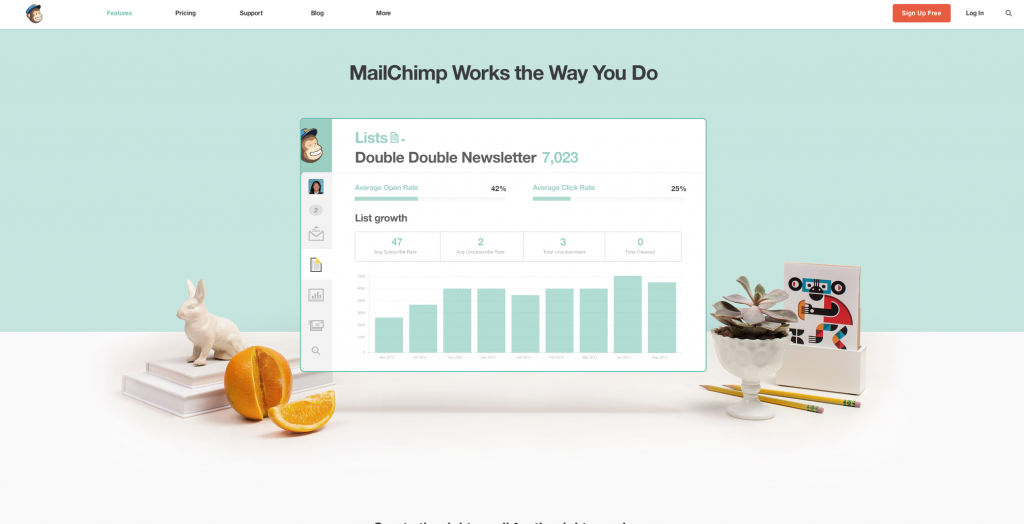 Features Pricing Support Blog More Sign Up Free Log In
MailChimp Works the Way You Do
Lists
Double Double Newsletter 7,023
Average Open Rate 42% Average Click Rate 25%
2
List growth
47 2 3 0
Avg Subscribe Rate Avg Unsubscribe Rate Total Unsubscribers Total Cleaned